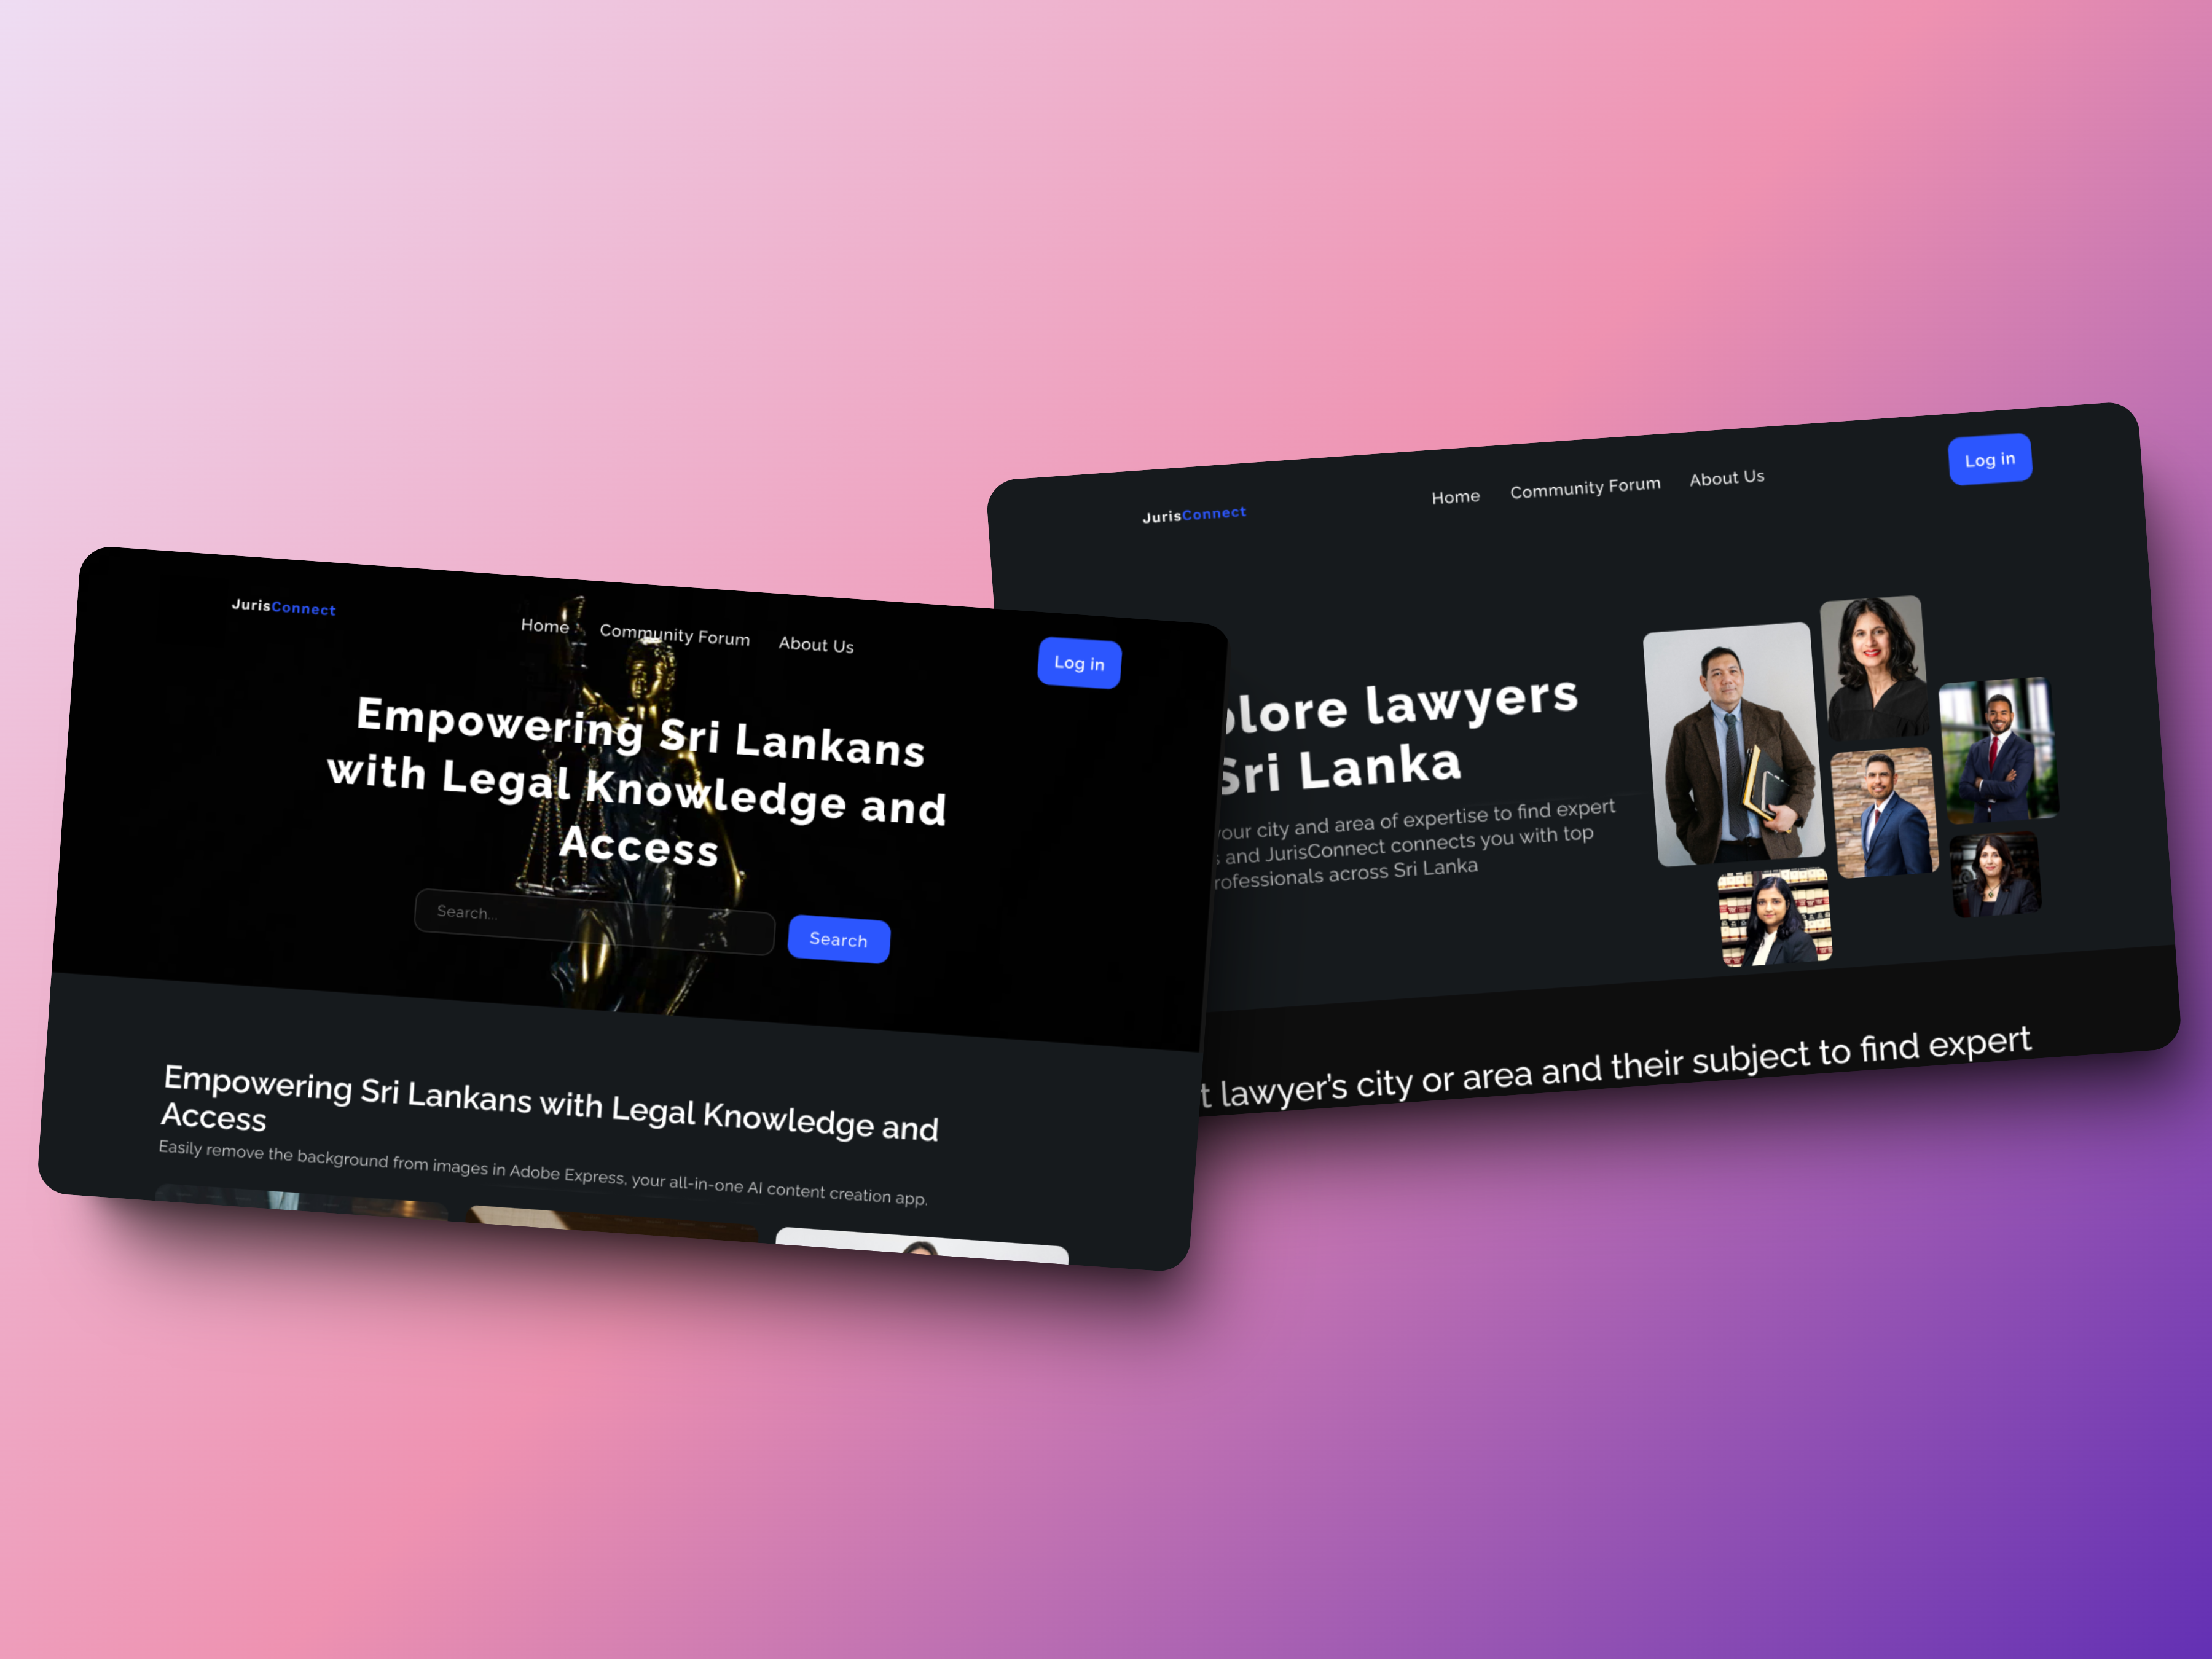 JurisConnect
Home
Community Forum
About Us
Log in
Empowering Sri Lankans
with Legal Knowledge and
Access
Search...
Search
Empowering Sri Lankans with Legal Knowledge and
Access
Easily remove the background from images in Adobe Express, your all-in-one AI content creation app.
JurisConnect
Home
Community Forum
About Us
Log in
lawyers
Sri Lanka
your city and area of expertise to find expert
and JurisConnect connects you with top
across Sri Lanka
lawyer’s city or area and their subject to find expert